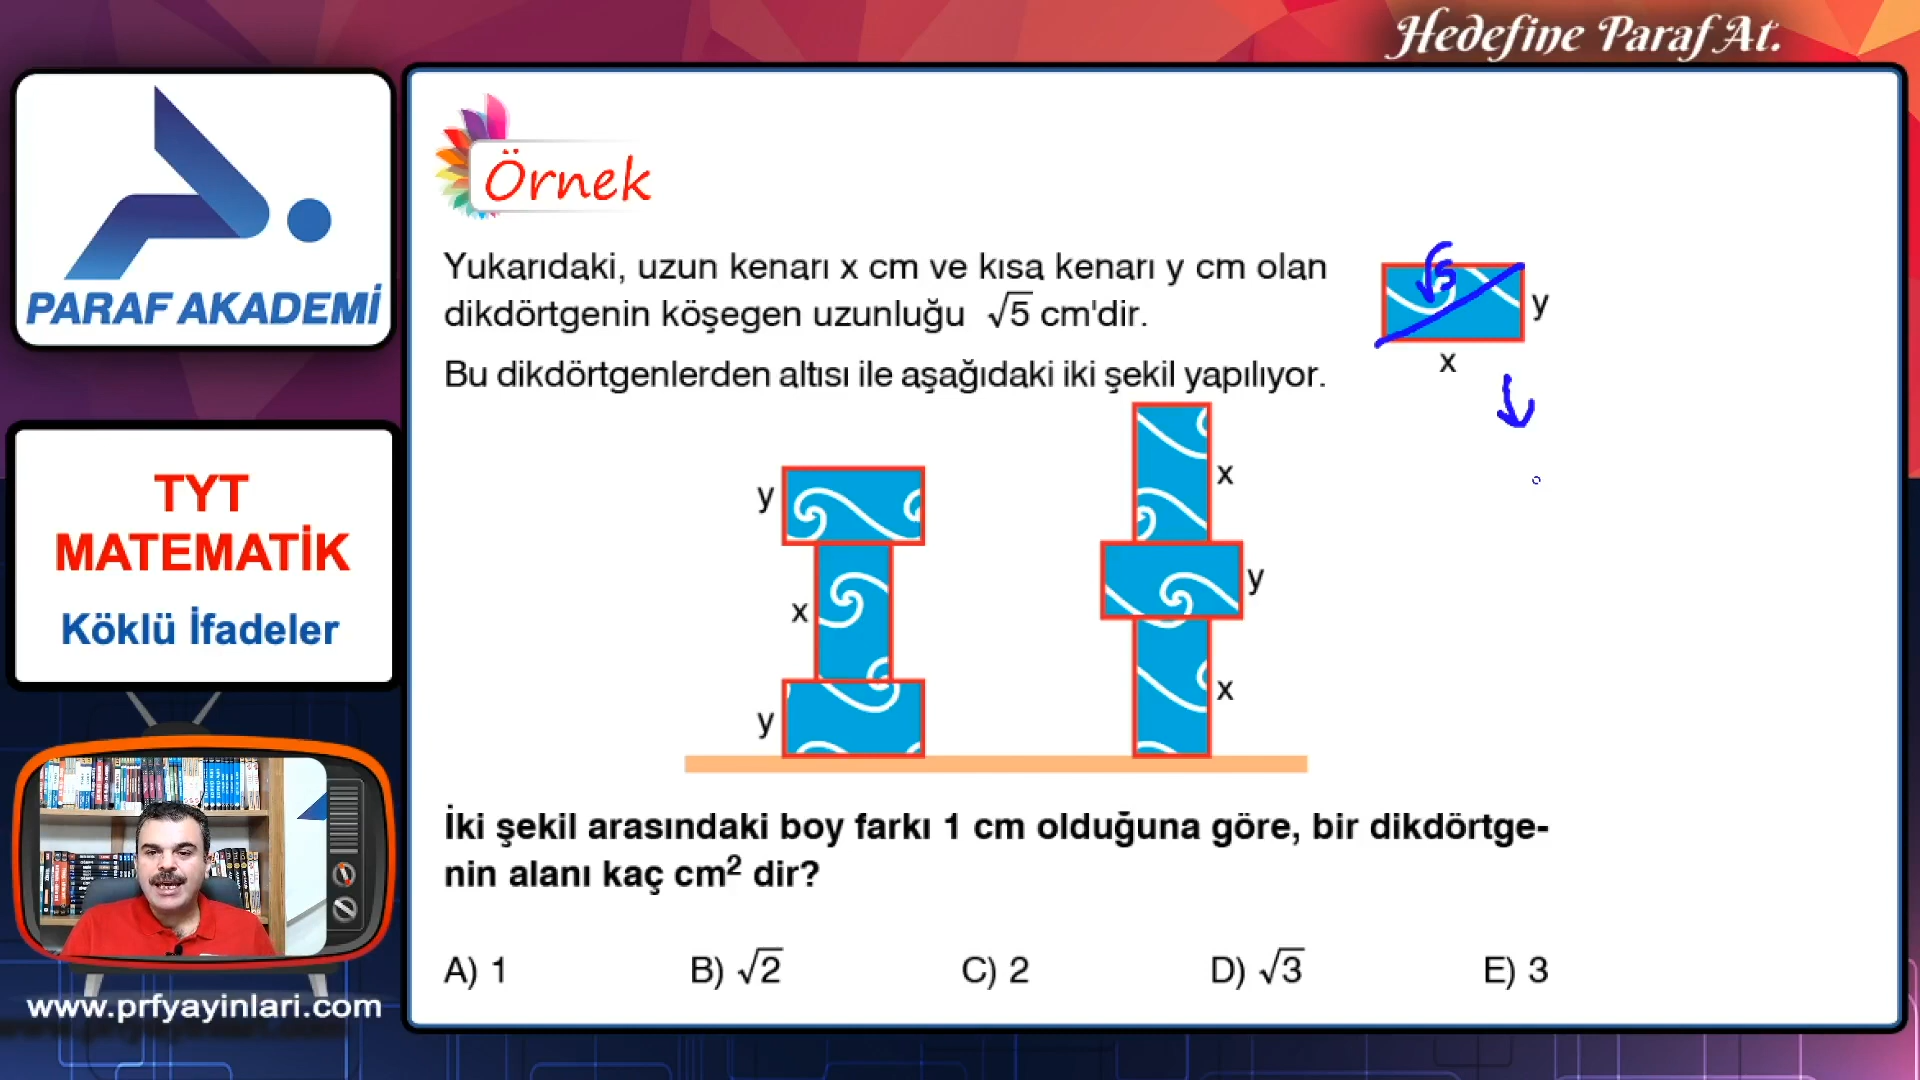 Hedefine Paraf At.
PARAF AKADEMİ
TYT
MATEMATİK
Köklü İfadeler
www.prfyayinlari.com
Örnek
Yukarıdaki, uzun kenarı x cm ve kısa kenarı y cm olan
dikdörtgenin köşegen uzunluğu √5 cm'dir.
Bu dikdörtgenlerden altısı ile aşağıdaki iki şekil yapılıyor.
√5
y
x
y
x
y
x
y
x
İki şekil arasındaki boy farkı 1 cm olduğuna göre, bir dikdörtge-
nin alanı kaç cm² dir?
A) 1 B) √2 C) 2 D) √3 E) 3